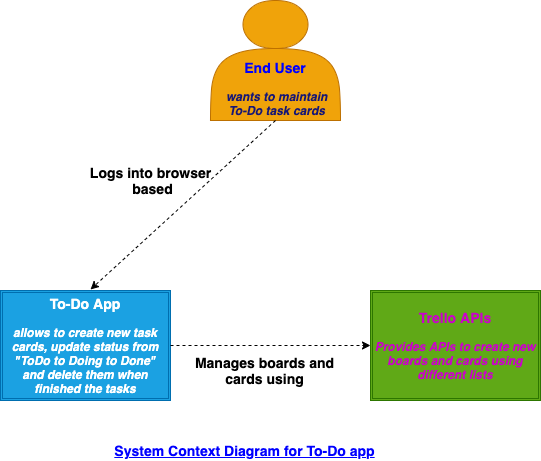 End User
wants to maintain
To-Do task cards
Logs into browser
based
To-Do App
allows to create new task
cards, update status from
"ToDo to Doing to Done"
and delete them when
finished the tasks
Manages boards and
cards using
Trello APIs
Provides APIs to create new
boards and cards using
different lists
System Context Diagram for To-Do app